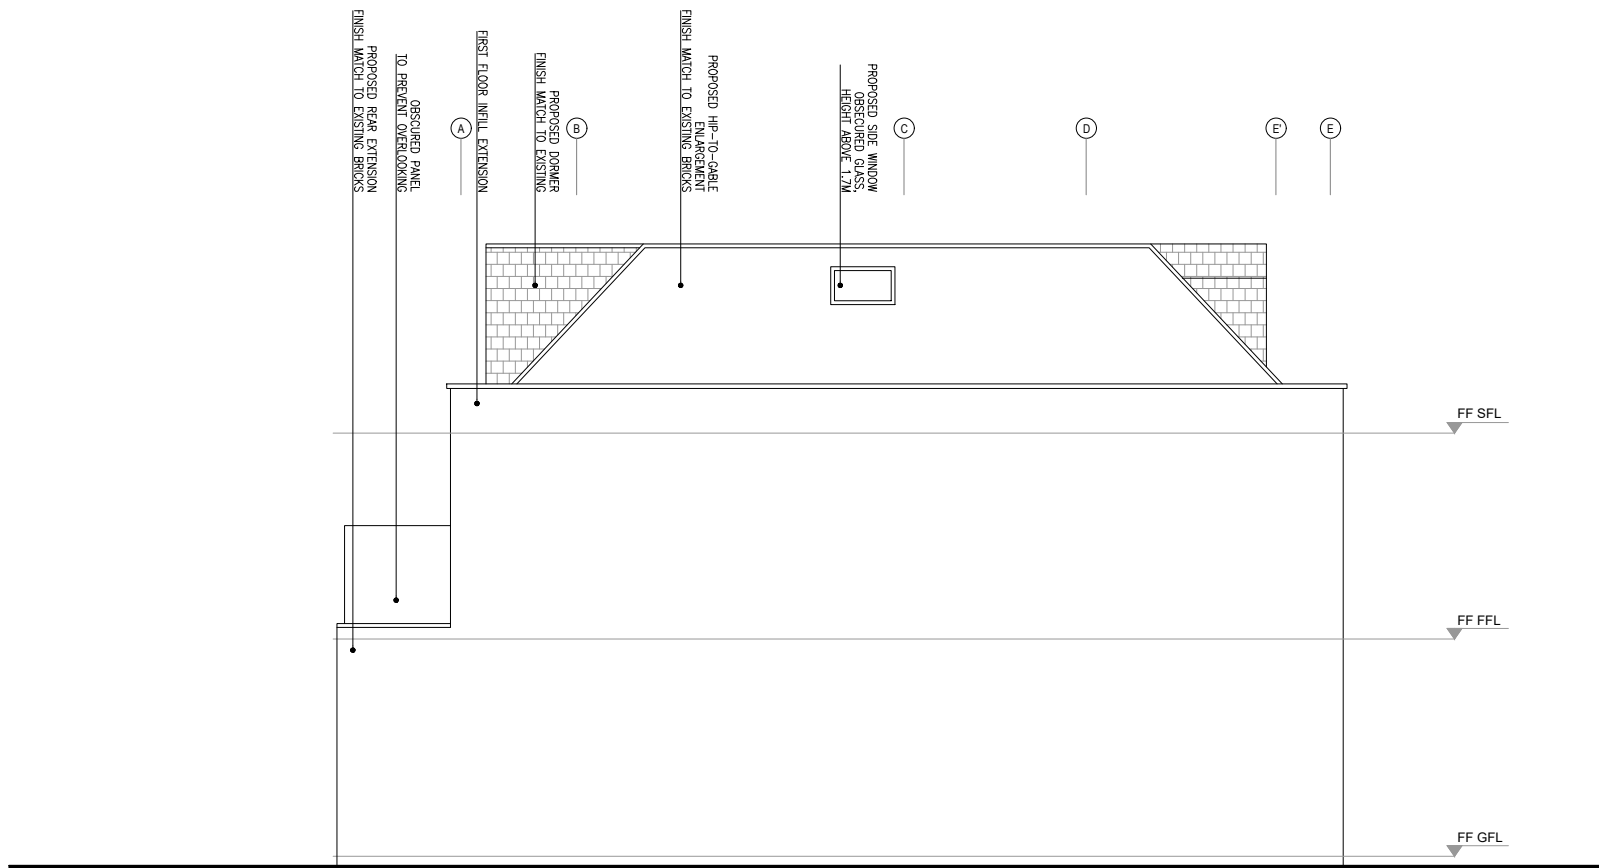 PROPOSED REAR EXTENSION
FINISH MATCH TO EXISTING BRICKS
OBSCURED PANEL
TO PREVENT OVERLOOKING
FIRST FLOOR INFILL EXTENSION
PROPOSED DORMER
FINISH MATCH TO EXISTING
PROPOSED HIP-TO-GABLE
ENLARGEMENT
FINISH MATCH TO EXISTING BRICKS
PROPOSED SIDE WINDOW
OBSECURED GLASS,
HEIGHT ABOVE 1.7M
A
B
C
D
E'
E
FF SFL
FF FFL
FF GFL